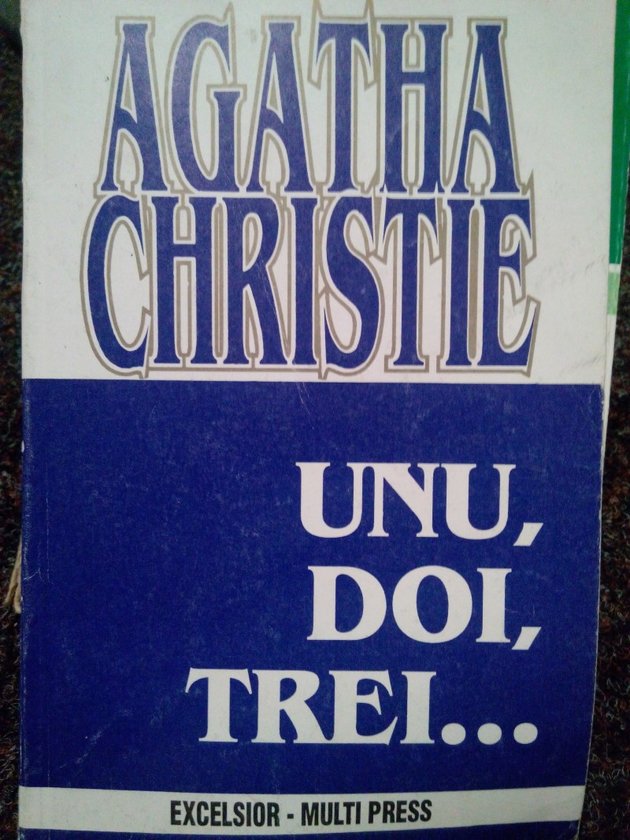 AGATHA
CHRISTIE
UNU,
DOI,
TREI...
EXCELSIOR - MULTI PRESS